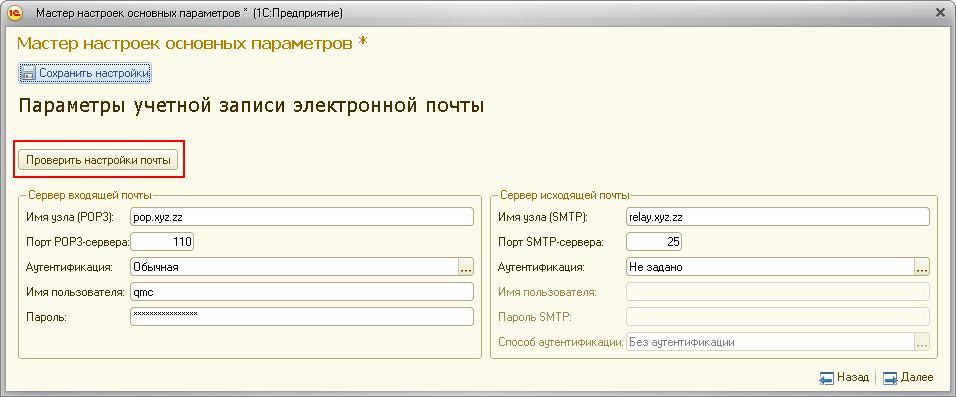 Мастер настроек основных параметров * (1С:Предприятие)
Мастер настроек основных параметров *
Сохранить настройки
Параметры учетной записи электронной почты
Проверить настройки почты
Сервер входящей почты
Имя узла (POP3): pop.xyz.zz
Порт POP3-сервера: 110
Аутентификация: Обычная ...
Имя пользователя: qmc
Пароль: ****************
Сервер исходящей почты
Имя узла (SMTP): relay.xyz.zz
Порт SMTP-сервера: 25
Аутентификация: Не задано ...
Имя пользователя:
Пароль SMTP:
Способ аутентификации: Без аутентификации ...
Назад Далее